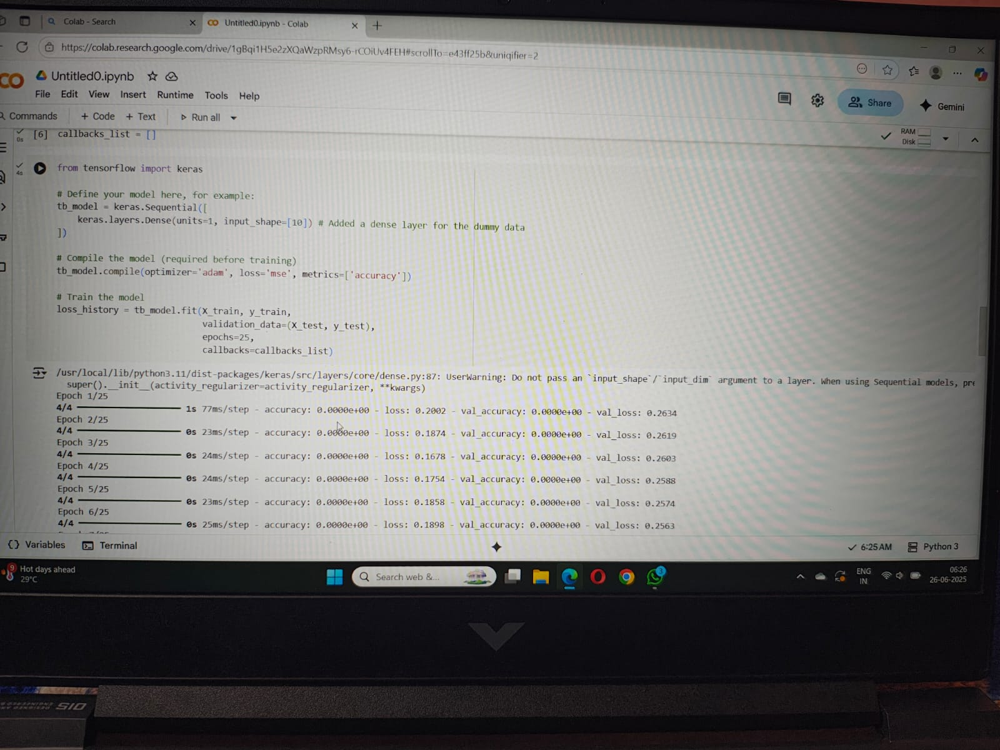 Colab - Search
Untitled0.ipynb - Colab
https://colab.research.google.com/drive/1gBqi1H5e2zXQaWzpRMsy6-rCOiUv4FEH#scrollTo=e43ff25b&uniqifier=2
CO
Untitled0.ipynb
File Edit View Insert Runtime Tools Help
Share
Gemini
Commands + Code + Text Run all
RAM
Disk
0s
[6] callbacks_list = []
4s
from tensorflow import keras
# Define your model here, for example:
tb_model = keras.Sequential([
keras.layers.Dense(units=1, input_shape=[10]) # Added a dense layer for the dummy data
])
# Compile the model (required before training)
tb_model.compile(optimizer='adam', loss='mse', metrics=['accuracy'])
# Train the model
loss_history = tb_model.fit(X_train, y_train,
validation_data=(X_test, y_test),
epochs=25,
callbacks=callbacks_list)
/usr/local/lib/python3.11/dist-packages/keras/src/layers/core/dense.py:87: UserWarning: Do not pass an `input_shape`/`input_dim` argument to a layer. When using Sequential models, pre
super().__init__(activity_regularizer=activity_regularizer, **kwargs)
Epoch 1/25
4/4 1s 77ms/step - accuracy: 0.0000e+00 - loss: 0.2002 - val_accuracy: 0.0000e+00 - val_loss: 0.2634
Epoch 2/25
4/4 0s 23ms/step - accuracy: 0.0000e+00 - loss: 0.1874 - val_accuracy: 0.0000e+00 - val_loss: 0.2619
Epoch 3/25
4/4 0s 24ms/step - accuracy: 0.0000e+00 - loss: 0.1678 - val_accuracy: 0.0000e+00 - val_loss: 0.2603
Epoch 4/25
4/4 0s 24ms/step - accuracy: 0.0000e+00 - loss: 0.1754 - val_accuracy: 0.0000e+00 - val_loss: 0.2588
Epoch 5/25
4/4 0s 23ms/step - accuracy: 0.0000e+00 - loss: 0.1858 - val_accuracy: 0.0000e+00 - val_loss: 0.2574
Epoch 6/25
4/4 0s 25ms/step - accuracy: 0.0000e+00 - loss: 0.1898 - val_accuracy: 0.0000e+00 - val_loss: 0.2563
Variables Terminal
6:25 AM Python 3
9
Hot days ahead
29°C
Search web &...
3
ENG
IN
06:26
26-06-2025